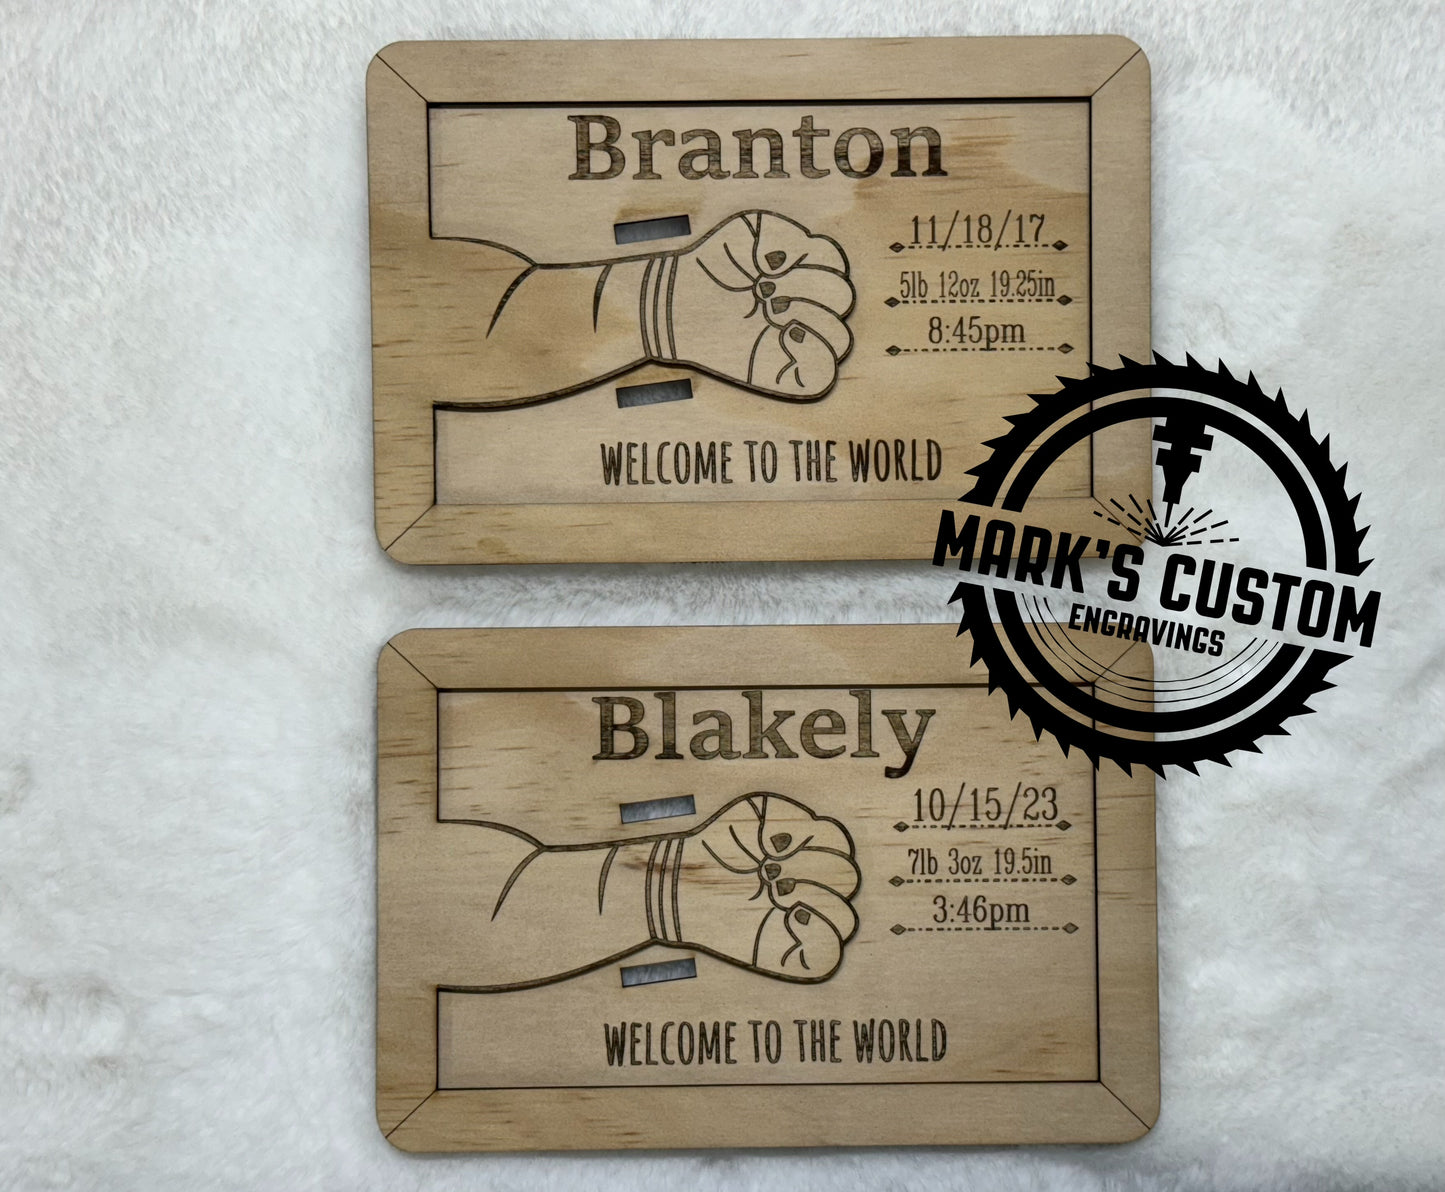 Branton
11/18/17
5lb 12oz 19.25in
8:45pm
WELCOME TO THE WORLD
MARK'S CUSTOM
ENGRAVINGS
Blakely
10/15/23
7lb 3oz 19.5in
3:46pm
WELCOME TO THE WORLD